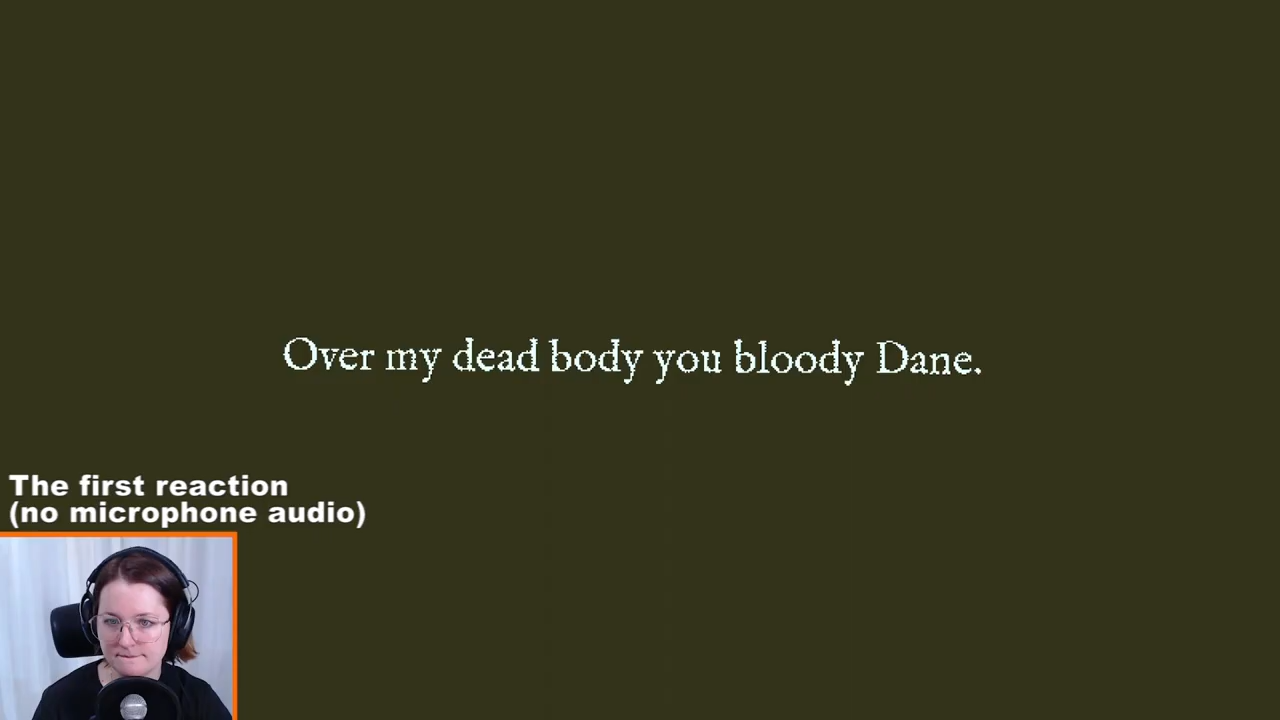 Over my dead body you bloody Dane.
The first reaction
(no microphone audio)